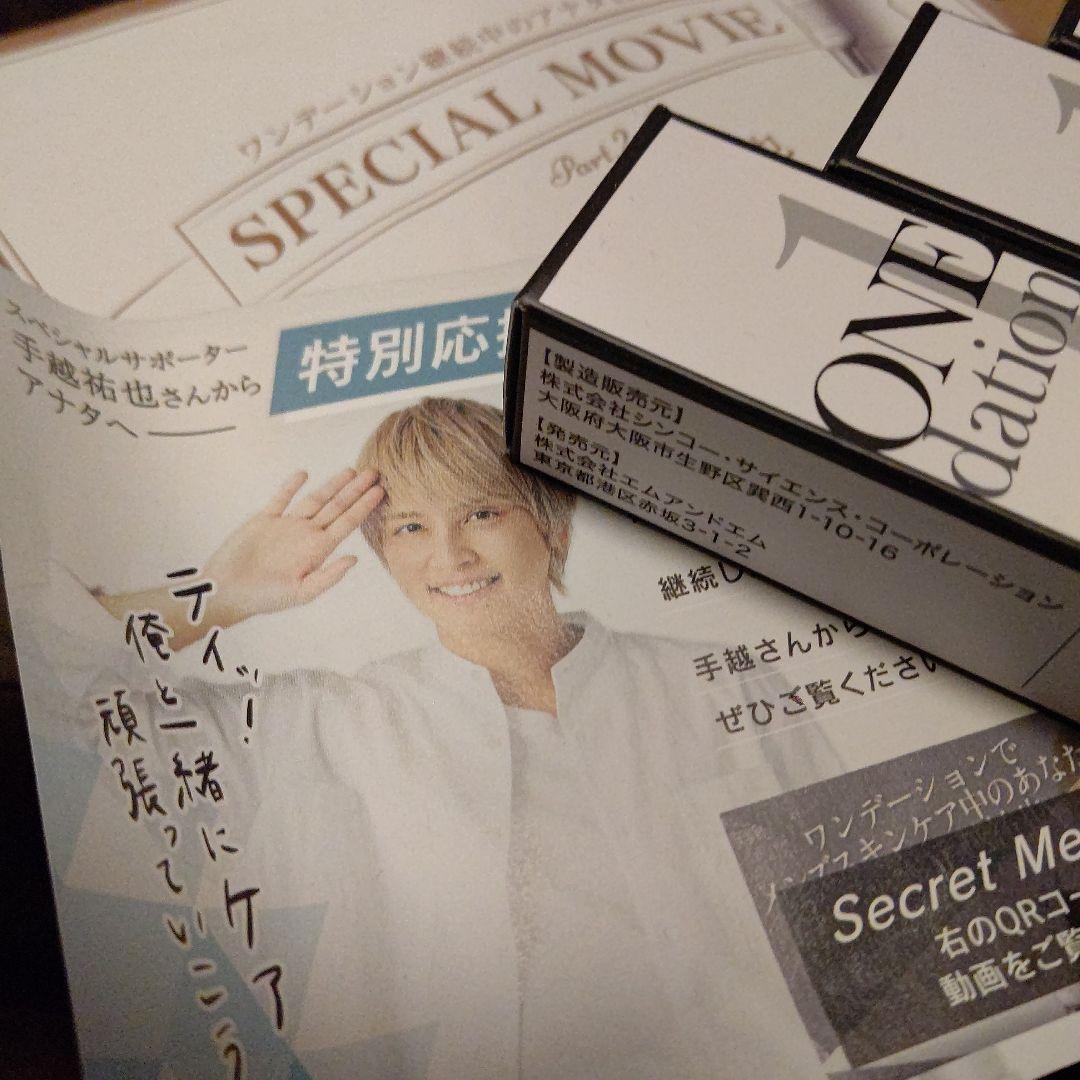 ワンデーション継続中のアナタに
SPECIAL MOVIE
Part 2
スペシャルサポーター
手越祐也さんから
アナタへ
特別応
テイッ!
俺と一緒にケア
頑張っていこう
1
ONE
dation
【製造販売元】
株式会社シンコー・サイエンス・コーポレーション
大阪府大阪市生野区巽西1-10-16
【発売元】
株式会社エムアンドエム
東京都港区赤坂3-1-2
継続し
手越さんから
ぜひご覧ください
ワンデーションで
メンズスキンケア中のあなた
Secret Me
右のQRコー
動画をご覧